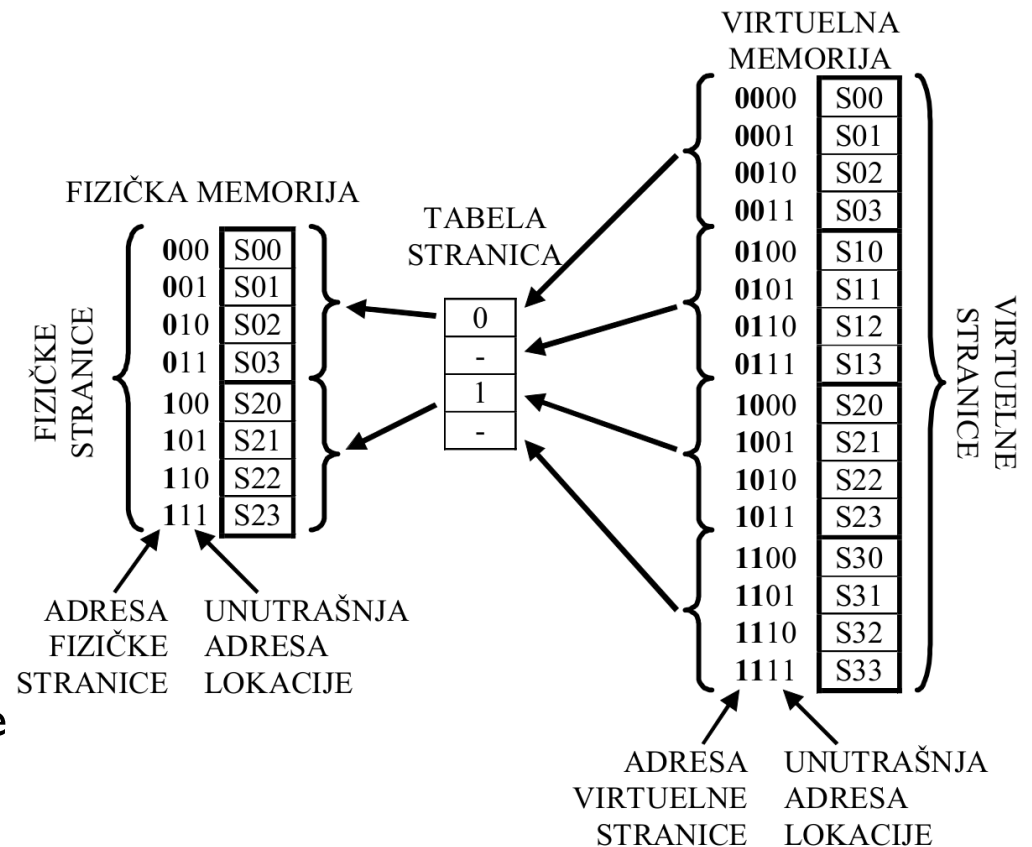 VIRTUELNA
MEMORIJA
0000 S00
0001 S01
0010 S02
0011 S03
0100 S10
0101 S11
0110 S12
0111 S13
1000 S20
1001 S21
1010 S22
1011 S23
1100 S30
1101 S31
1110 S32
1111 S33
VIRTUELNE
STRANICE
ADRESA
VIRTUELNE
STRANICE
UNUTRAŠNJA
ADRESA
LOKACIJE
TABELA
STRANICA
0
-
1
-
FIZIČKA MEMORIJA
000 S00
001 S01
010 S02
011 S03
100 S20
101 S21
110 S22
111 S23
FIZIČKE
STRANICE
ADRESA
FIZIČKE
STRANICE
UNUTRAŠNJA
ADRESA
LOKACIJE
e